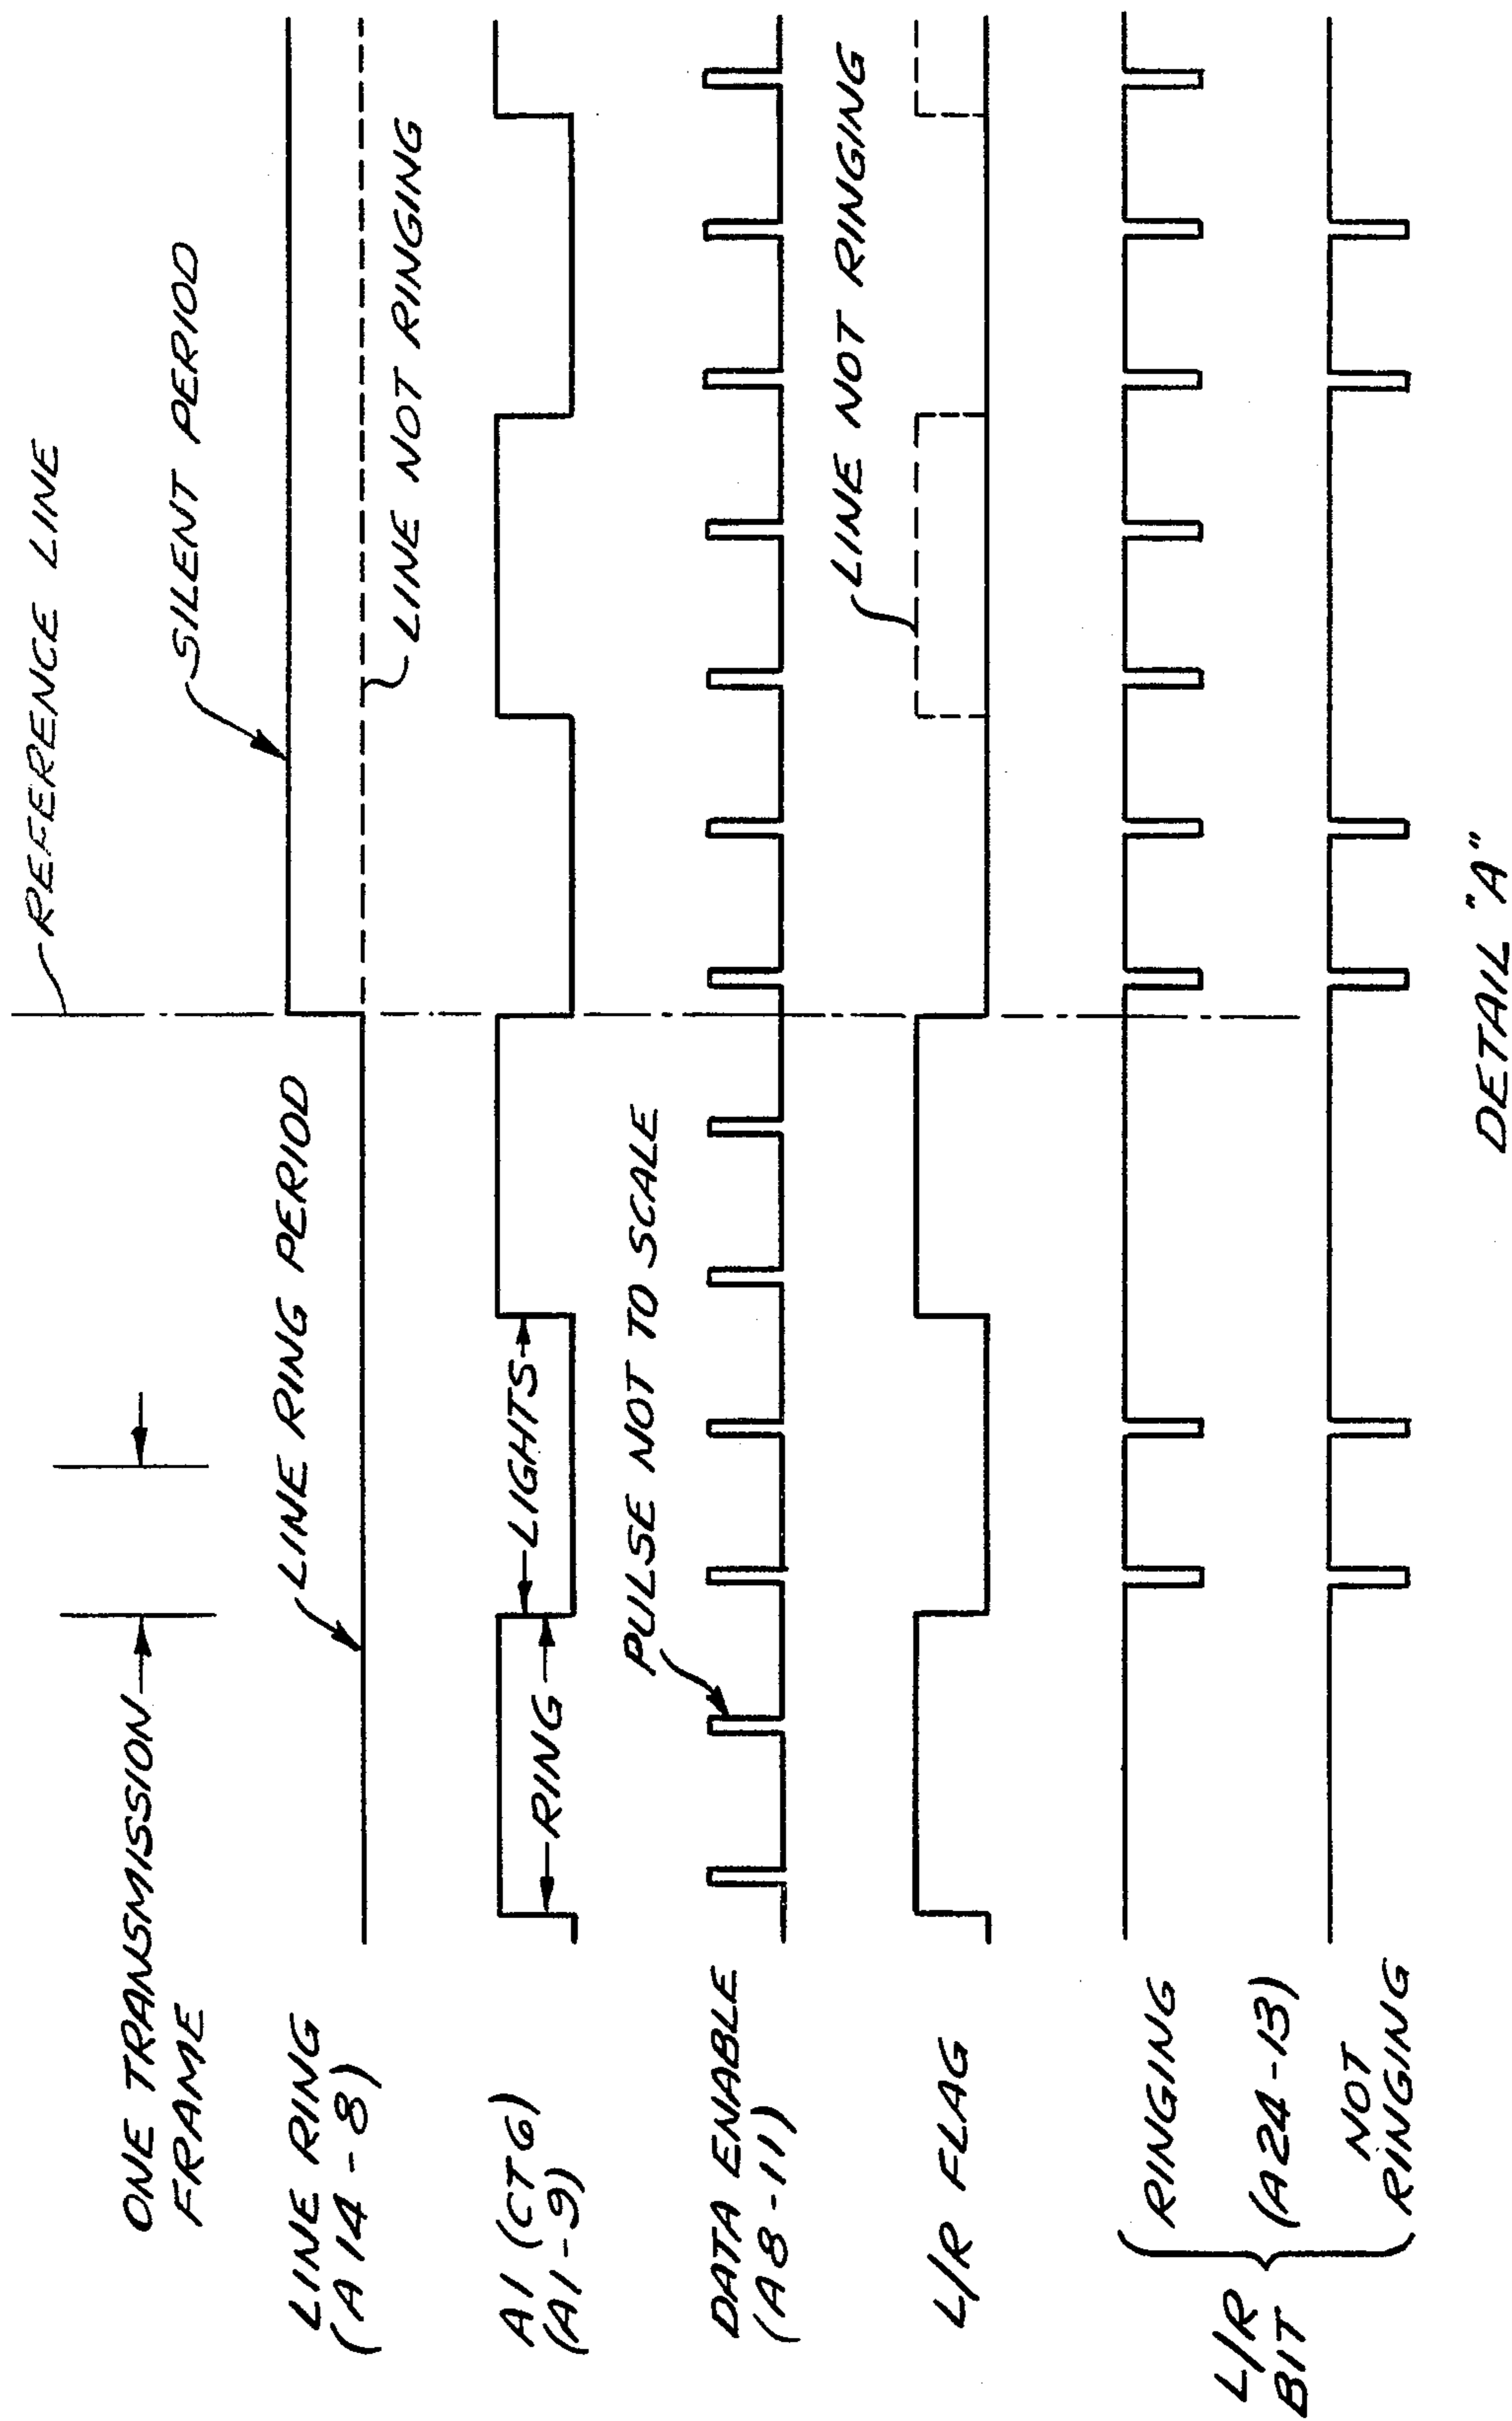 REFERENCE LINE
ONE TRANSMISSION
FRAME
SILENT PERIOD
LINE RING PERIOD
LINE RING
(A14-8)
LINE NOT RINGING
A1 (CT6)
(A1-9)
RING
LIGHTS
PULSE NOT TO SCALE
DATA ENABLE
(A8-11)
LINE NOT RINGING
L/R FLAG
L/R
BIT
RINGING
(A24-13)
NOT
RINGING
DETAIL "A"